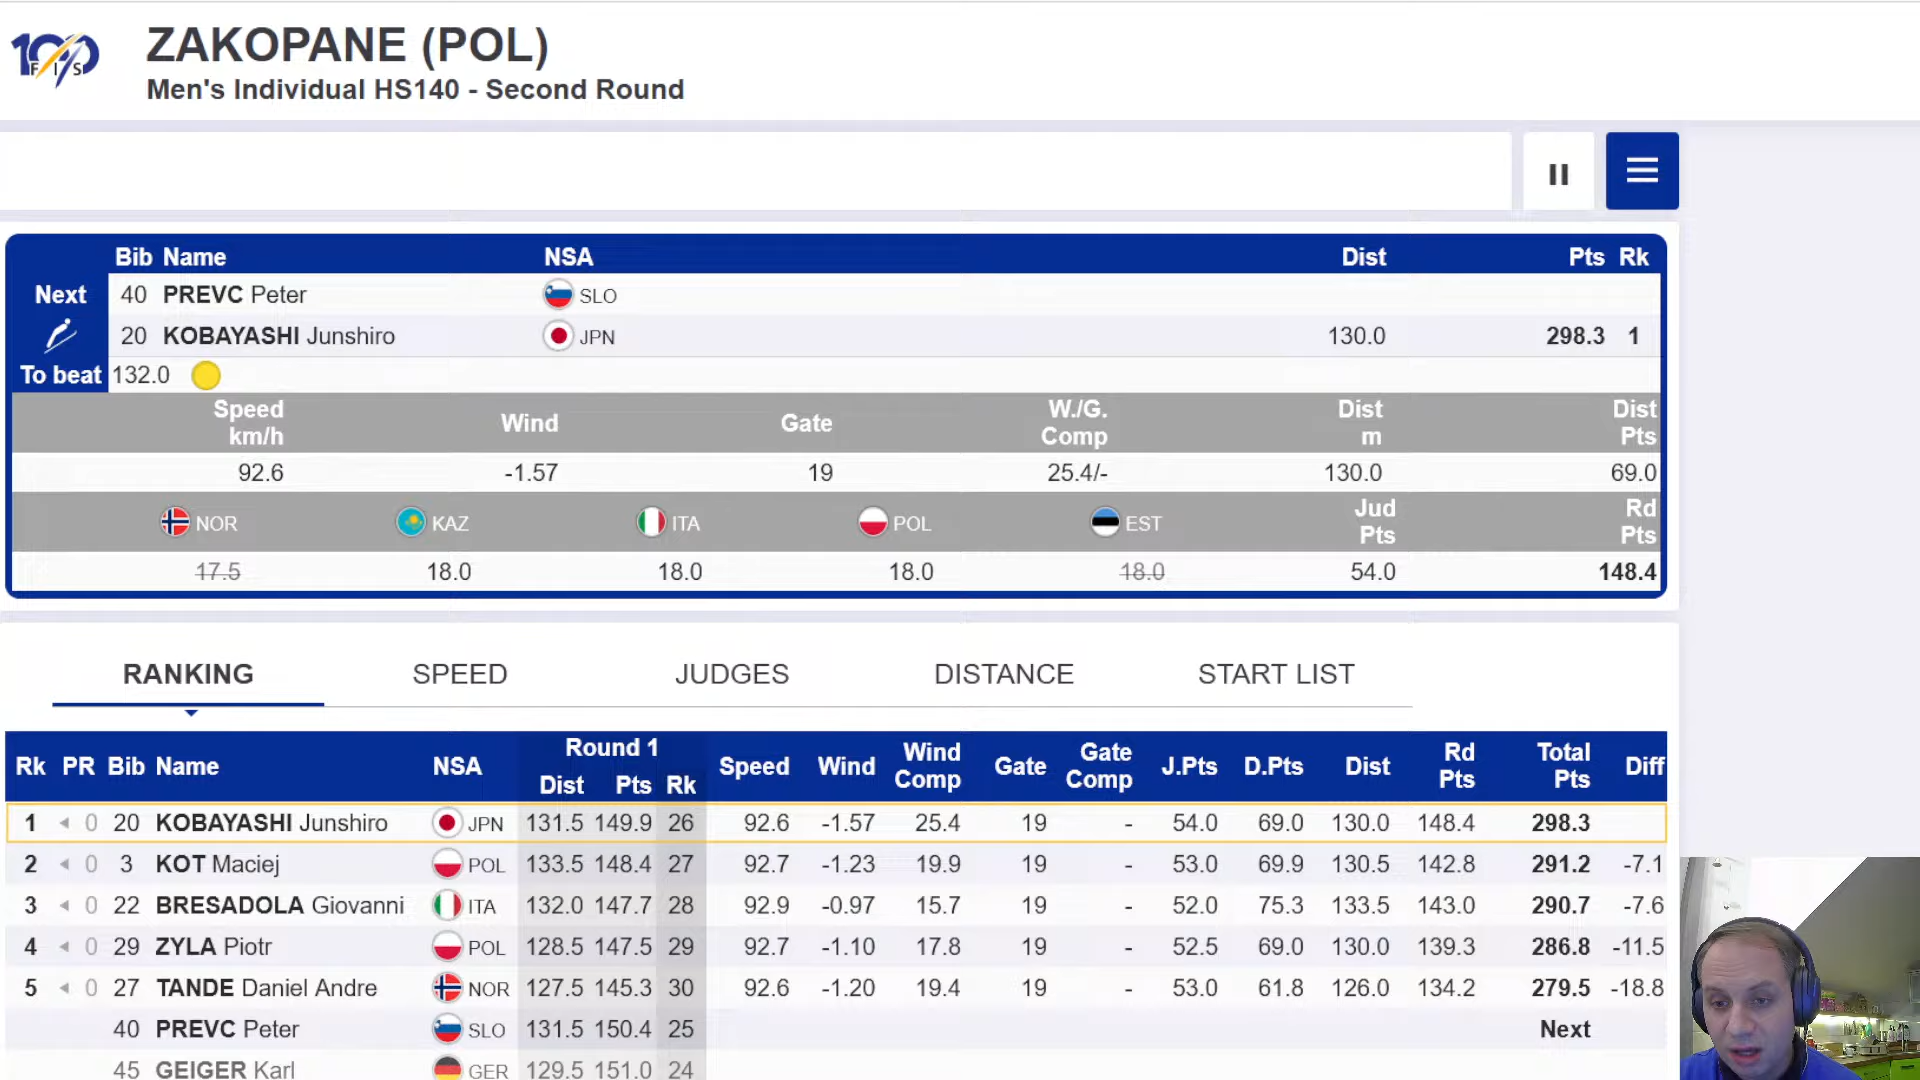 100
FIS
ZAKOPANE (POL)
Men's Individual HS140 - Second Round
Bib Name NSA Dist Pts Rk
Next 40 PREVC Peter SLO
20 KOBAYASHI Junshiro JPN 130.0 298.3 1
To beat 132.0
Speed km/h Wind Gate W./G. Comp Dist m Dist Pts
92.6 -1.57 19 25.4/- 130.0 69.0
NOR KAZ ITA POL EST Jud Pts Rd Pts
17.5 18.0 18.0 18.0 18.0 54.0 148.4
RANKING SPEED JUDGES DISTANCE START LIST
Rk PR Bib Name NSA Round 1 Dist Pts Rk Speed Wind Wind Comp Gate Gate Comp J.Pts D.Pts Dist Rd Pts Total Pts Diff
1 0 20 KOBAYASHI Junshiro JPN 131.5 149.9 26 92.6 -1.57 25.4 19 - 54.0 69.0 130.0 148.4 298.3
2 0 3 KOT Maciej POL 133.5 148.4 27 92.7 -1.23 19.9 19 - 53.0 69.9 130.5 142.8 291.2 -7.1
3 0 22 BRESADOLA Giovanni ITA 132.0 147.7 28 92.9 -0.97 15.7 19 - 52.0 75.3 133.5 143.0 290.7 -7.6
4 0 29 ZYLA Piotr POL 128.5 147.5 29 92.7 -1.10 17.8 19 - 52.5 69.0 130.0 139.3 286.8 -11.5
5 0 27 TANDE Daniel Andre NOR 127.5 145.3 30 92.6 -1.20 19.4 19 - 53.0 61.8 126.0 134.2 279.5 -18.8
40 PREVC Peter SLO 131.5 150.4 25 Next
45 GEIGER Karl GER 129.5 151.0 24